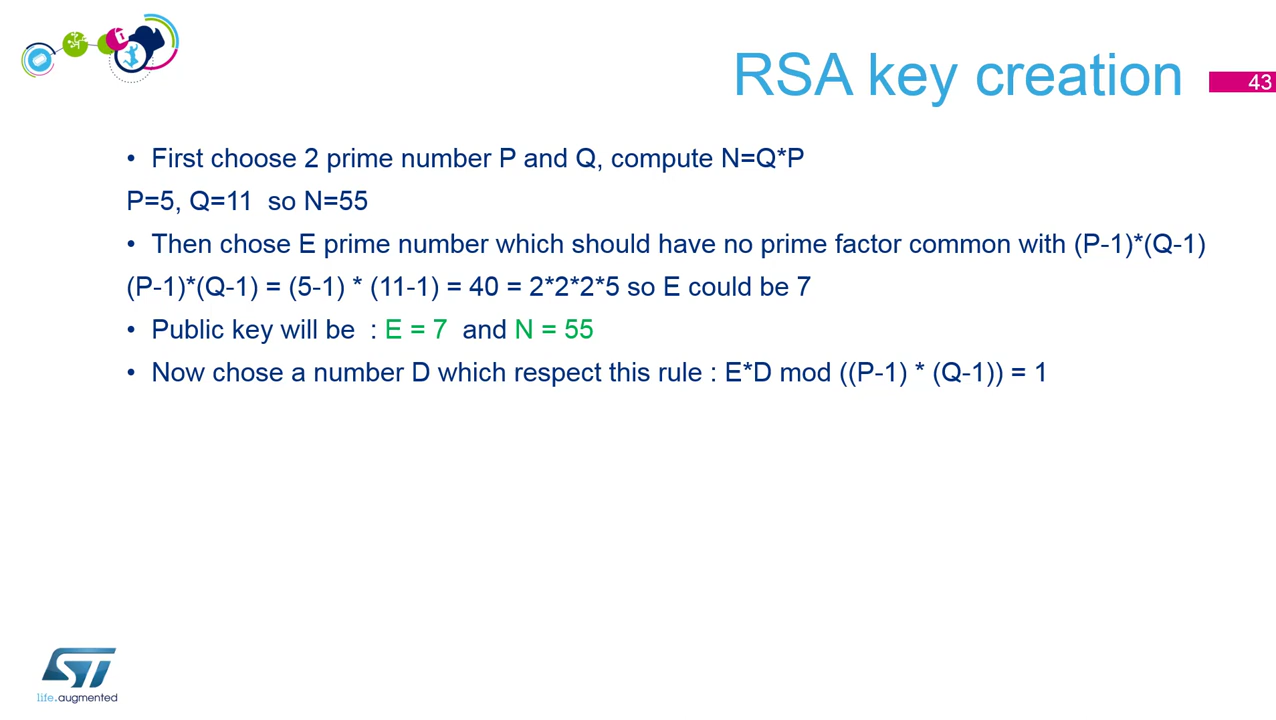 RSA key creation
43
• First choose 2 prime number P and Q, compute N=Q*P
P=5, Q=11 so N=55
• Then chose E prime number which should have no prime factor common with (P-1)*(Q-1)
(P-1)*(Q-1) = (5-1) * (11-1) = 40 = 2*2*2*5 so E could be 7
• Public key will be : E = 7 and N = 55
• Now chose a number D which respect this rule : E*D mod ((P-1) * (Q-1)) = 1
ST
life.augmented